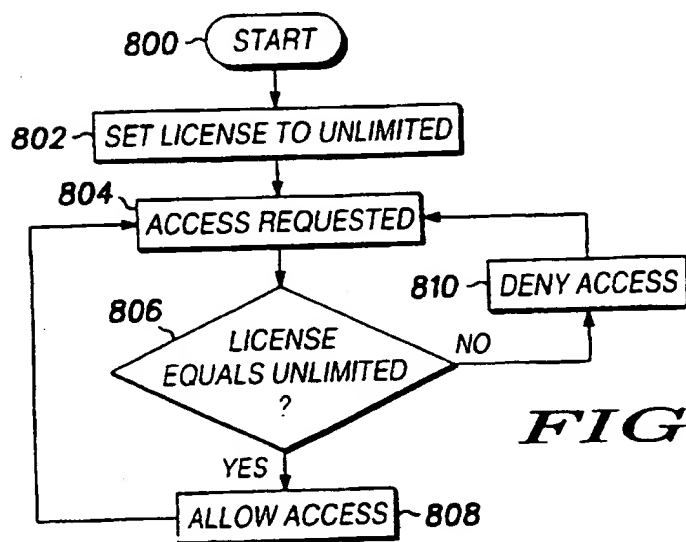 800 START
802 SET LICENSE TO UNLIMITED
804
ACCESS REQUESTED
810 DENY ACCESS
806
LICENSE
EQUALS UNLIMITED
?
NO
YES
FIG
ALLOW ACCESS 808